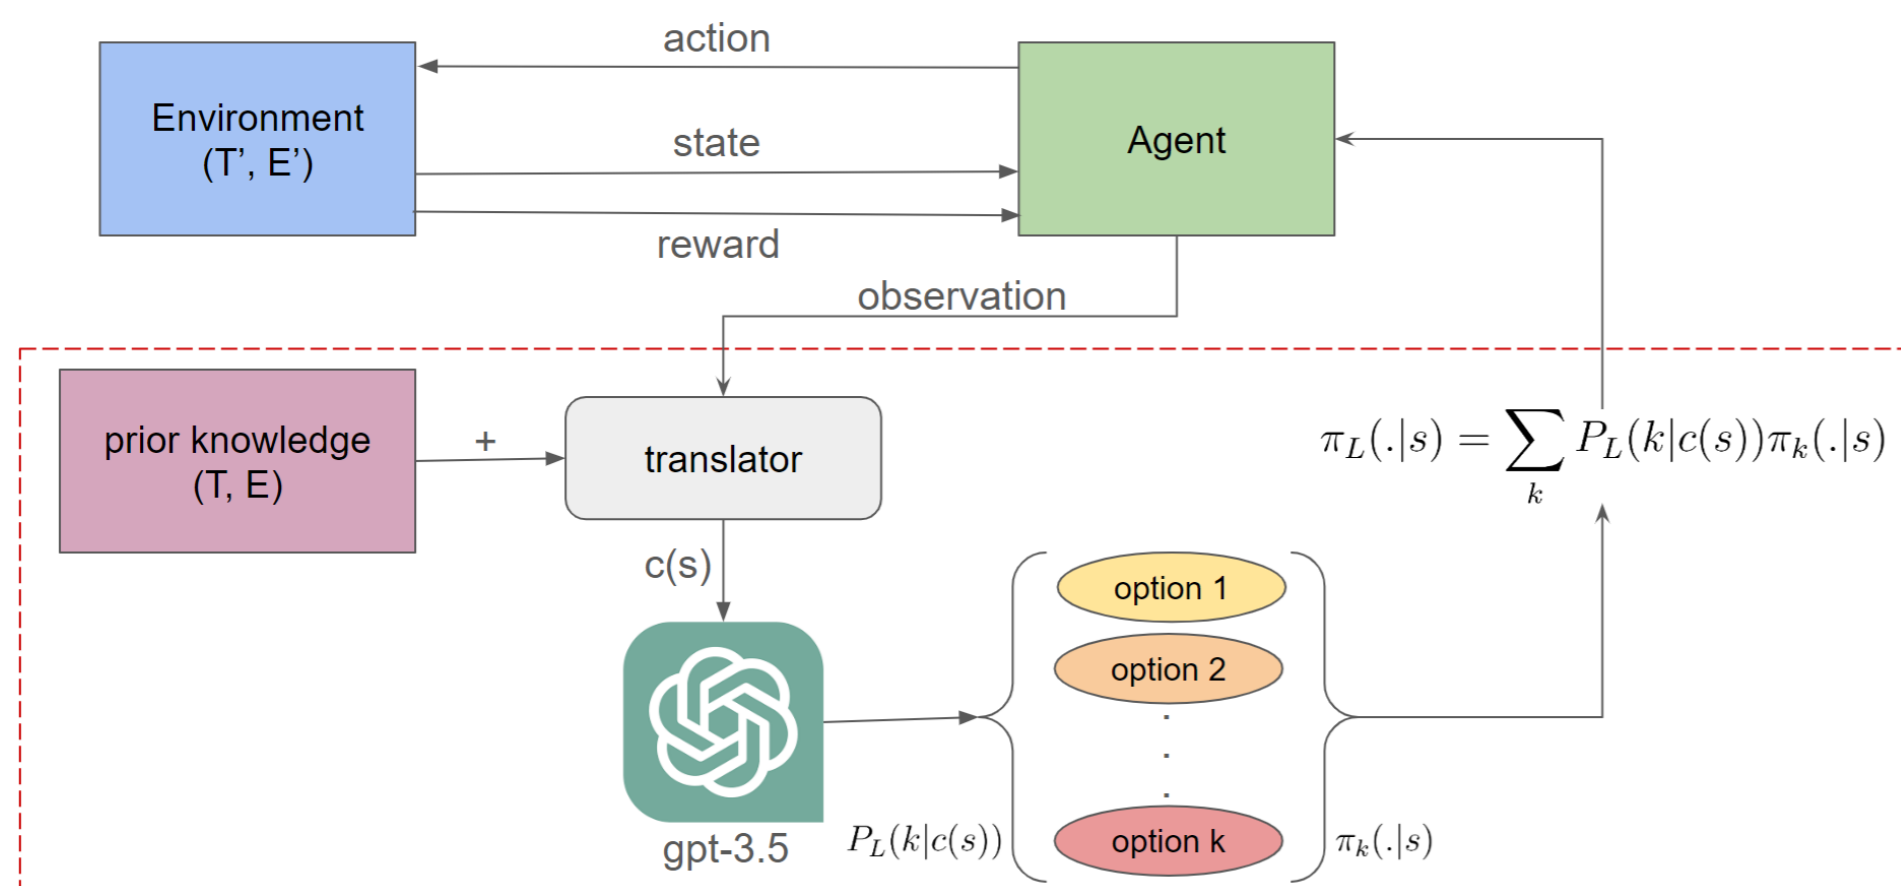 action
Environment
(T’, E’)
state
Agent
reward
observation
prior knowledge
(T, E)
+
translator
π_L(.|s) = ∑_k P_L(k|c(s))π_k(.|s)
c(s)
option 1
option 2
.
.
.
option k
P_L(k|c(s))
π_k(.|s)
gpt-3.5